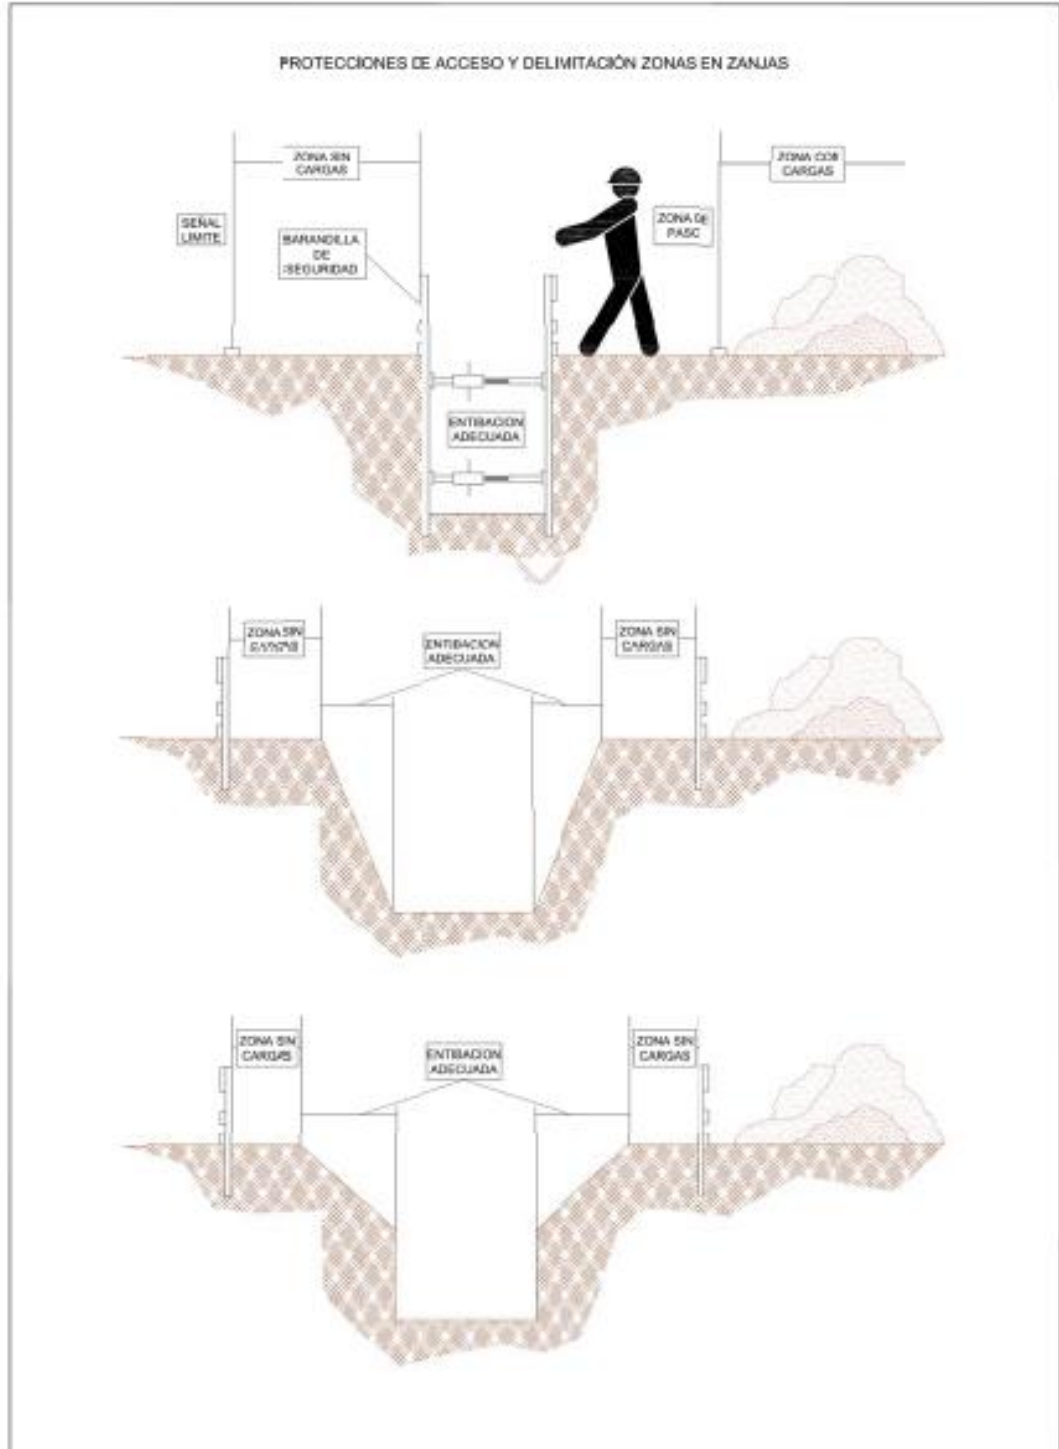 PROTECCIONES DE ACCESO Y DELIMITACIÓN ZONAS EN ZANJAS
ZONA SIN
CARGAS
ZONA CON
CARGAS
SEÑAL
LIMITE
BARANDILLA
DE
SEGURIDAD
ZONA DE
PASO
ENTIBACION
ADECUADA
ZONA SIN
CARGAS
ENTIBACION
ADECUADA
ZONA SIN
CARGAS
ZONA SIN
CARGAS
ENTIBACION
ADECUADA
ZONA SIN
CARGAS